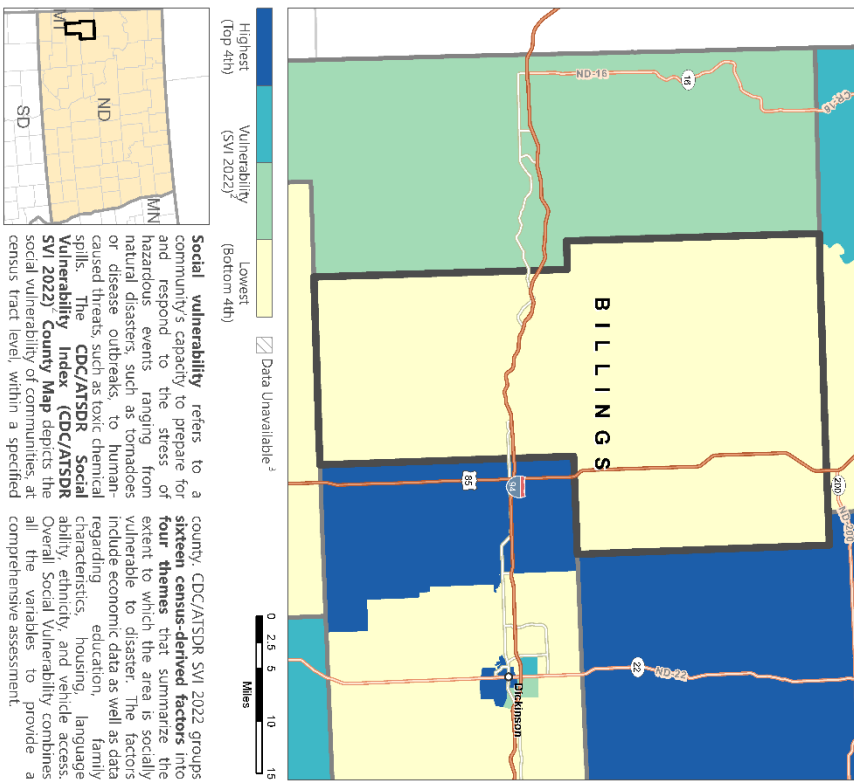 ND-16
16
CR-16
200
ND-200
BILLINGS
94
85
22
ND-22
Dickinson
Highest
(Top 4th)
Vulnerability
(SVI 2022)²
Lowest
(Bottom 4th)
Data Unavailable³
0 2.5 5 10 15
Miles
MT
ND
SD
MN
Social vulnerability refers to a
community's capacity to prepare for
and respond to the stress of
hazardous events ranging from
natural disasters, such as tornadoes
or disease outbreaks, to human-
caused threats, such as toxic chemical
spills. The CDC/ATSDR Social
Vulnerability Index (CDC/ATSDR
SVI 2022)² County Map depicts the
social vulnerability of communities, at
census tract level, within a specified
county. CDC/ATSDR SVI 2022 groups
sixteen census-derived factors into
four themes that summarize the
extent to which the area is socially
vulnerable to disaster. The factors
include economic data as well as data
regarding education, family
characteristics, housing, language
ability, ethnicity, and vehicle access.
Overall Social Vulnerability combines
all the variables to provide a
comprehensive assessment.